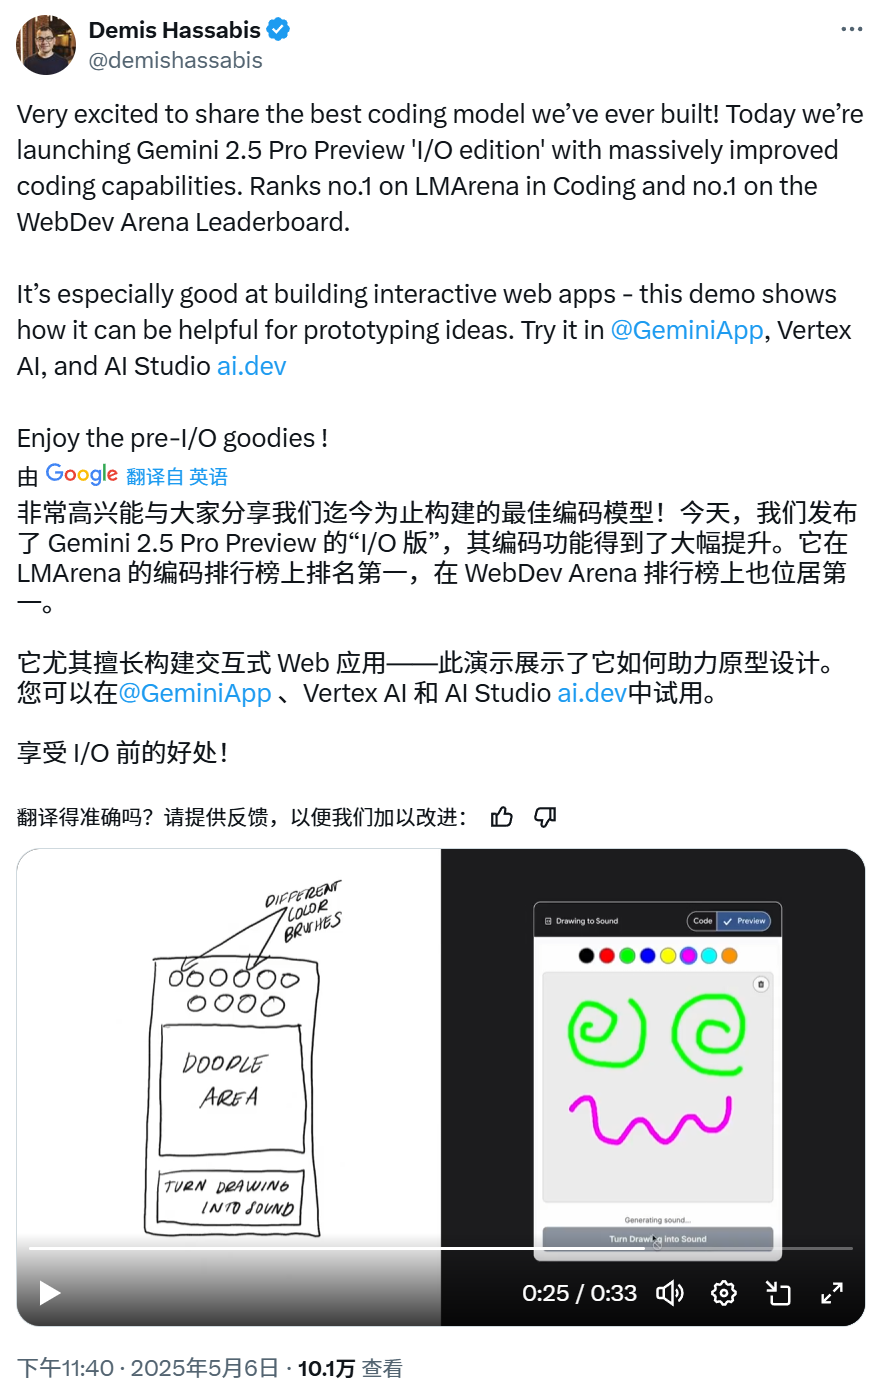 Demis Hassabis
@demishassabis
Very excited to share the best coding model we’ve ever built! Today we’re
launching Gemini 2.5 Pro Preview 'I/O edition' with massively improved
coding capabilities. Ranks no.1 on LMArena in Coding and no.1 on the
WebDev Arena Leaderboard.
It’s especially good at building interactive web apps - this demo shows
how it can be helpful for prototyping ideas. Try it in @GeminiApp, Vertex
AI, and AI Studio ai.dev
Enjoy the pre-I/O goodies !
由 Google 翻译自 英语
非常高兴能与大家分享我们迄今为止构建的最佳编码模型！今天，我们发布
了 Gemini 2.5 Pro Preview 的“I/O 版”，其编码功能得到了大幅提升。它在
LMArena 的编码排行榜上排名第一，在 WebDev Arena 排行榜上也位居第
一。
它尤其擅长构建交互式 Web 应用——此演示展示了它如何助力原型设计。
您可以在@GeminiApp 、Vertex AI 和 AI Studio ai.dev中试用。
享受 I/O 前的好处！
翻译得准确吗？请提供反馈，以便我们加以改进：
DIFFERENT
COLOR
BRUSHES
DOODLE
AREA
TURN DRAWING
INTO SOUND
Drawing to Sound
Code
Preview
Generating sound...
Turn Drawing into Sound
0:25 / 0:33
下午11:40 · 2025年5月6日 · 10.1万 查看